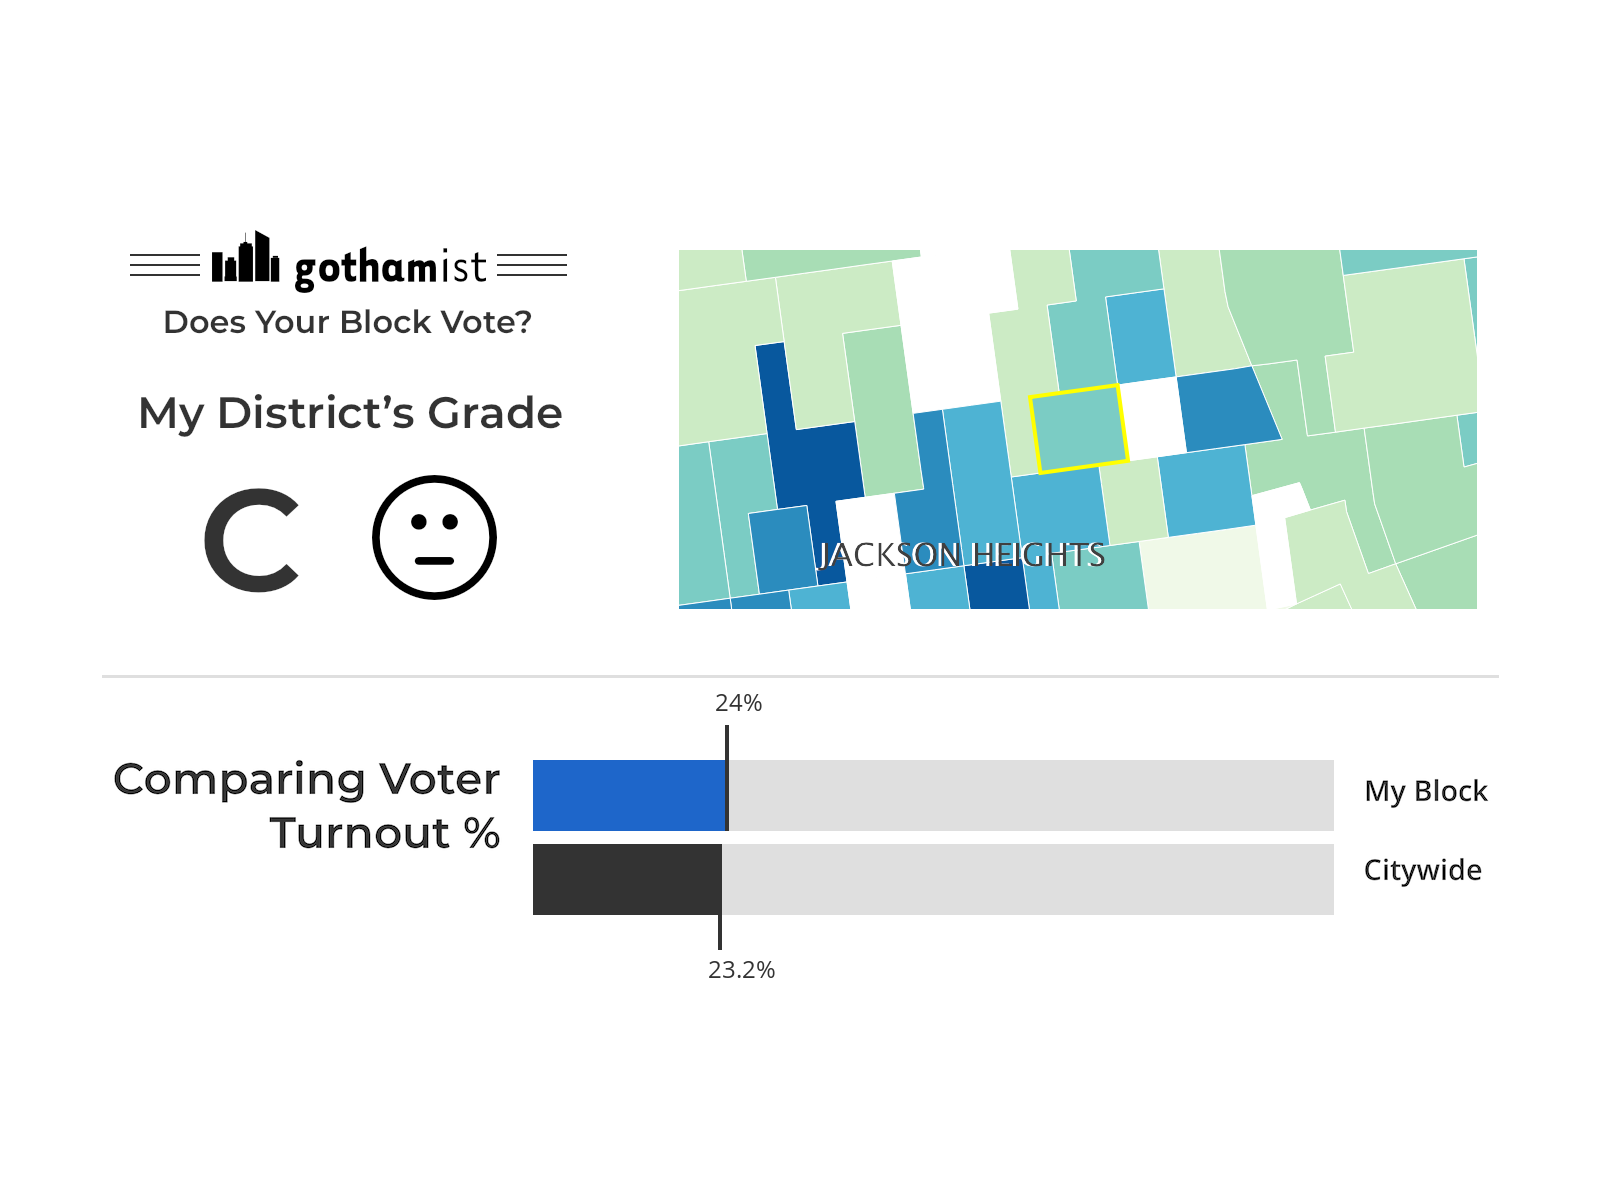 gothamist
Does Your Block Vote?
My District’s Grade
C
JACKSON HEIGHTS
24%
Comparing Voter
Turnout %
My Block
Citywide
23.2%